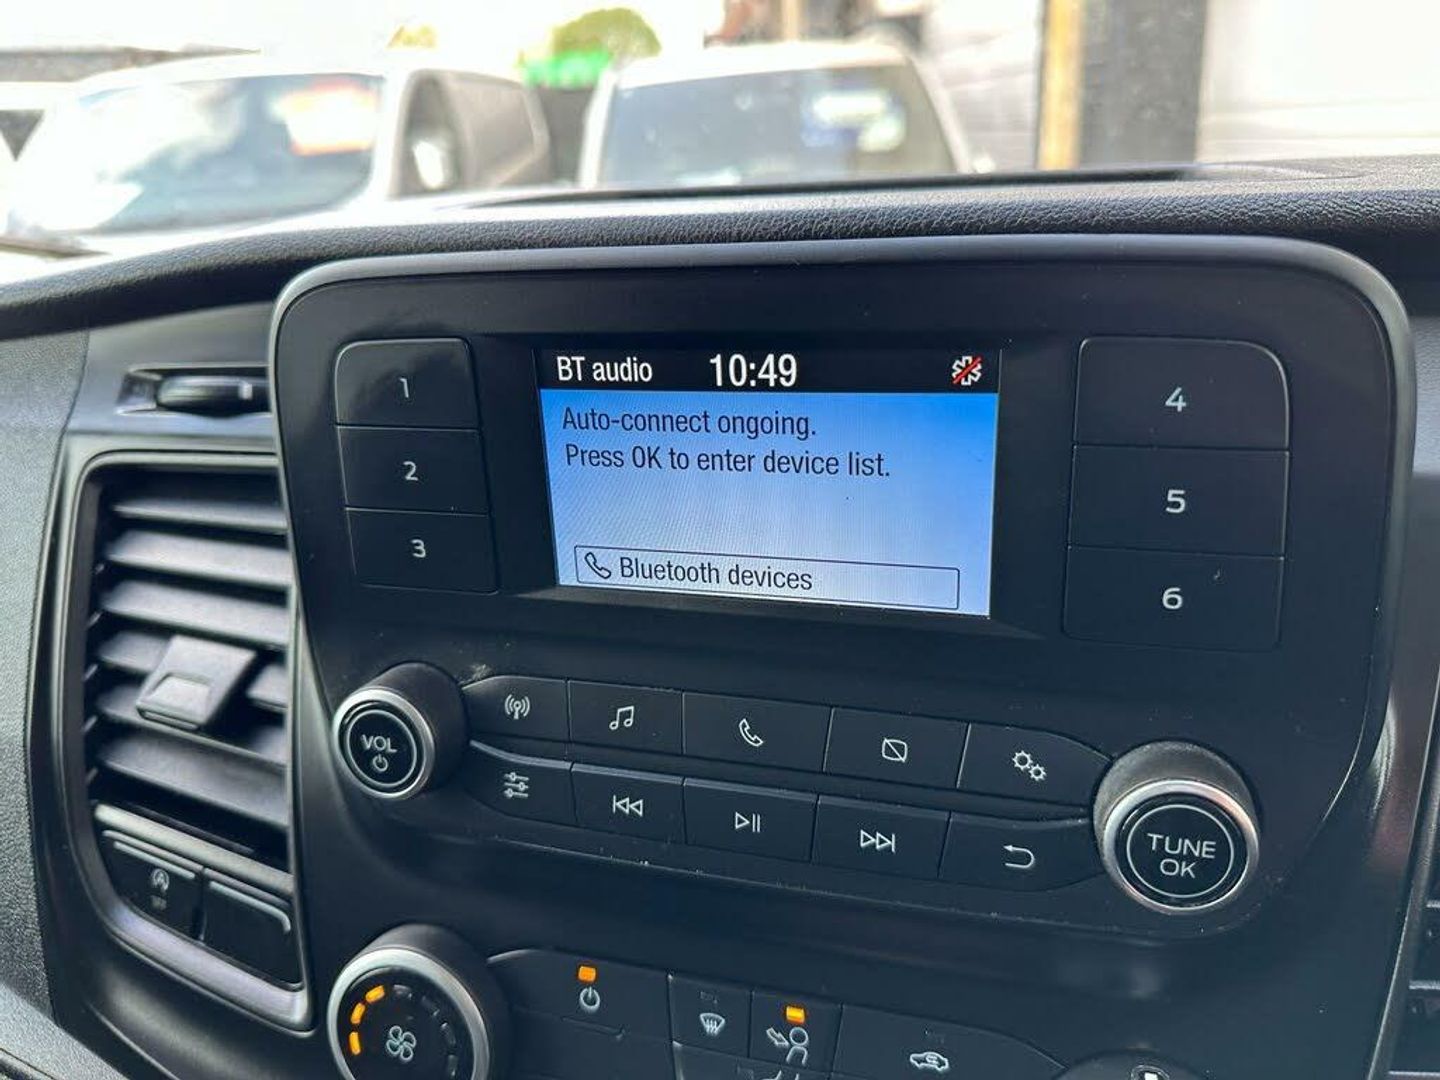 BT audio 10:49
Auto-connect ongoing.
Press OK to enter device list.
Bluetooth devices
1
2
3
4
5
6
VOL
TUNE
OK
OFF